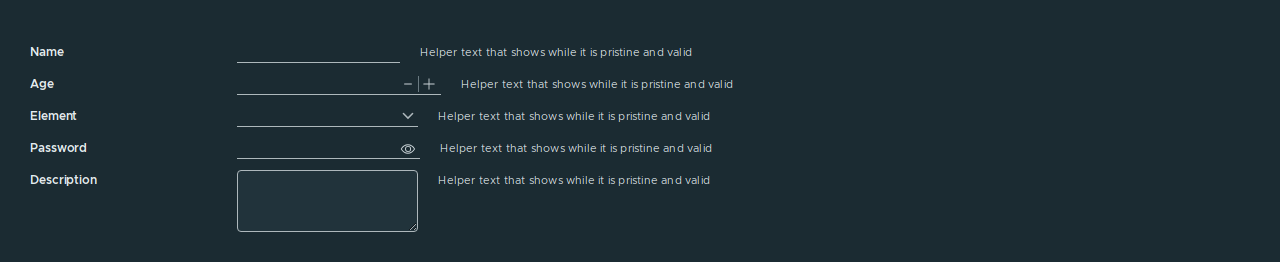 Name Helper text that shows while it is pristine and valid
Age Helper text that shows while it is pristine and valid
Element Helper text that shows while it is pristine and valid
Password Helper text that shows while it is pristine and valid
Description Helper text that shows while it is pristine and valid